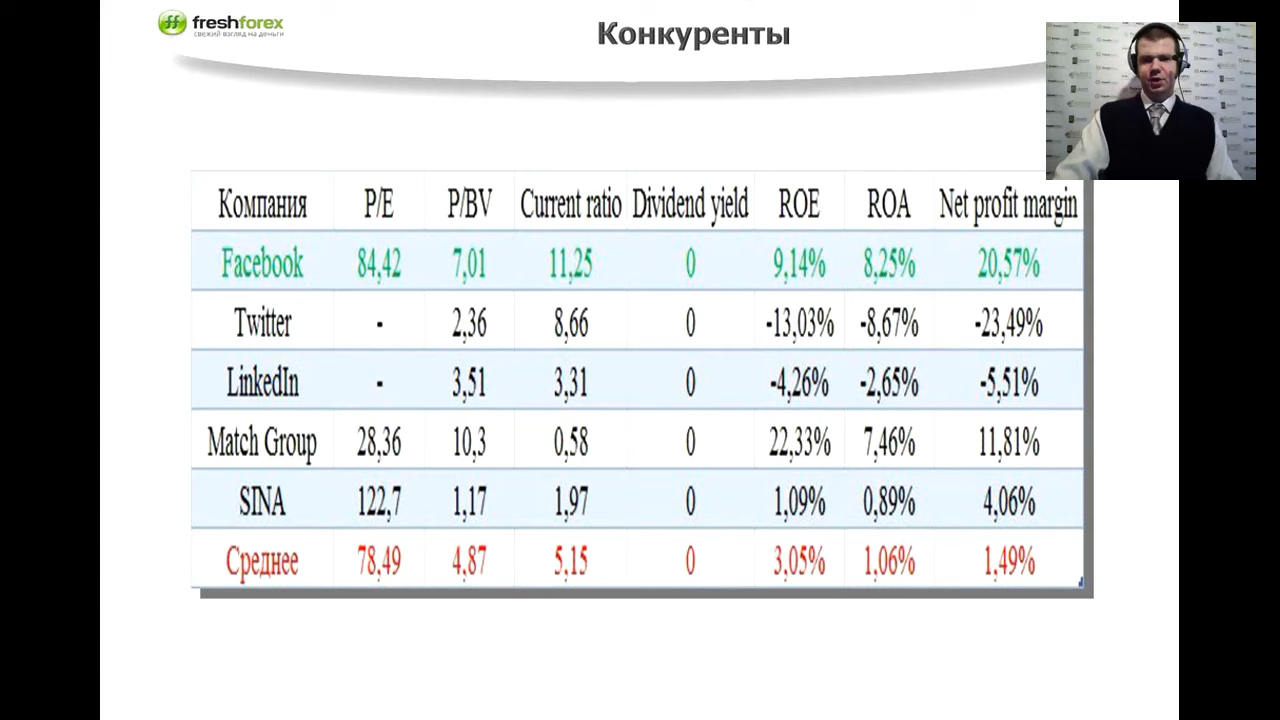 freshforex
свежий взгляд на деньги
Конкуренты
Компания P/E P/BV Current ratio Dividend yield ROE ROA Net profit margin
Facebook 84,42 7,01 11,25 0 9,14% 8,25% 20,57%
Twitter - 2,36 8,66 0 -13,03% -8,67% -23,49%
LinkedIn - 3,51 3,31 0 -4,26% -2,65% -5,51%
Match Group 28,36 10,3 0,58 0 22,33% 7,46% 11,81%
SINA 122,7 1,17 1,97 0 1,09% 0,89% 4,06%
Среднее 78,49 4,87 5,15 0 3,05% 1,06% 1,49%